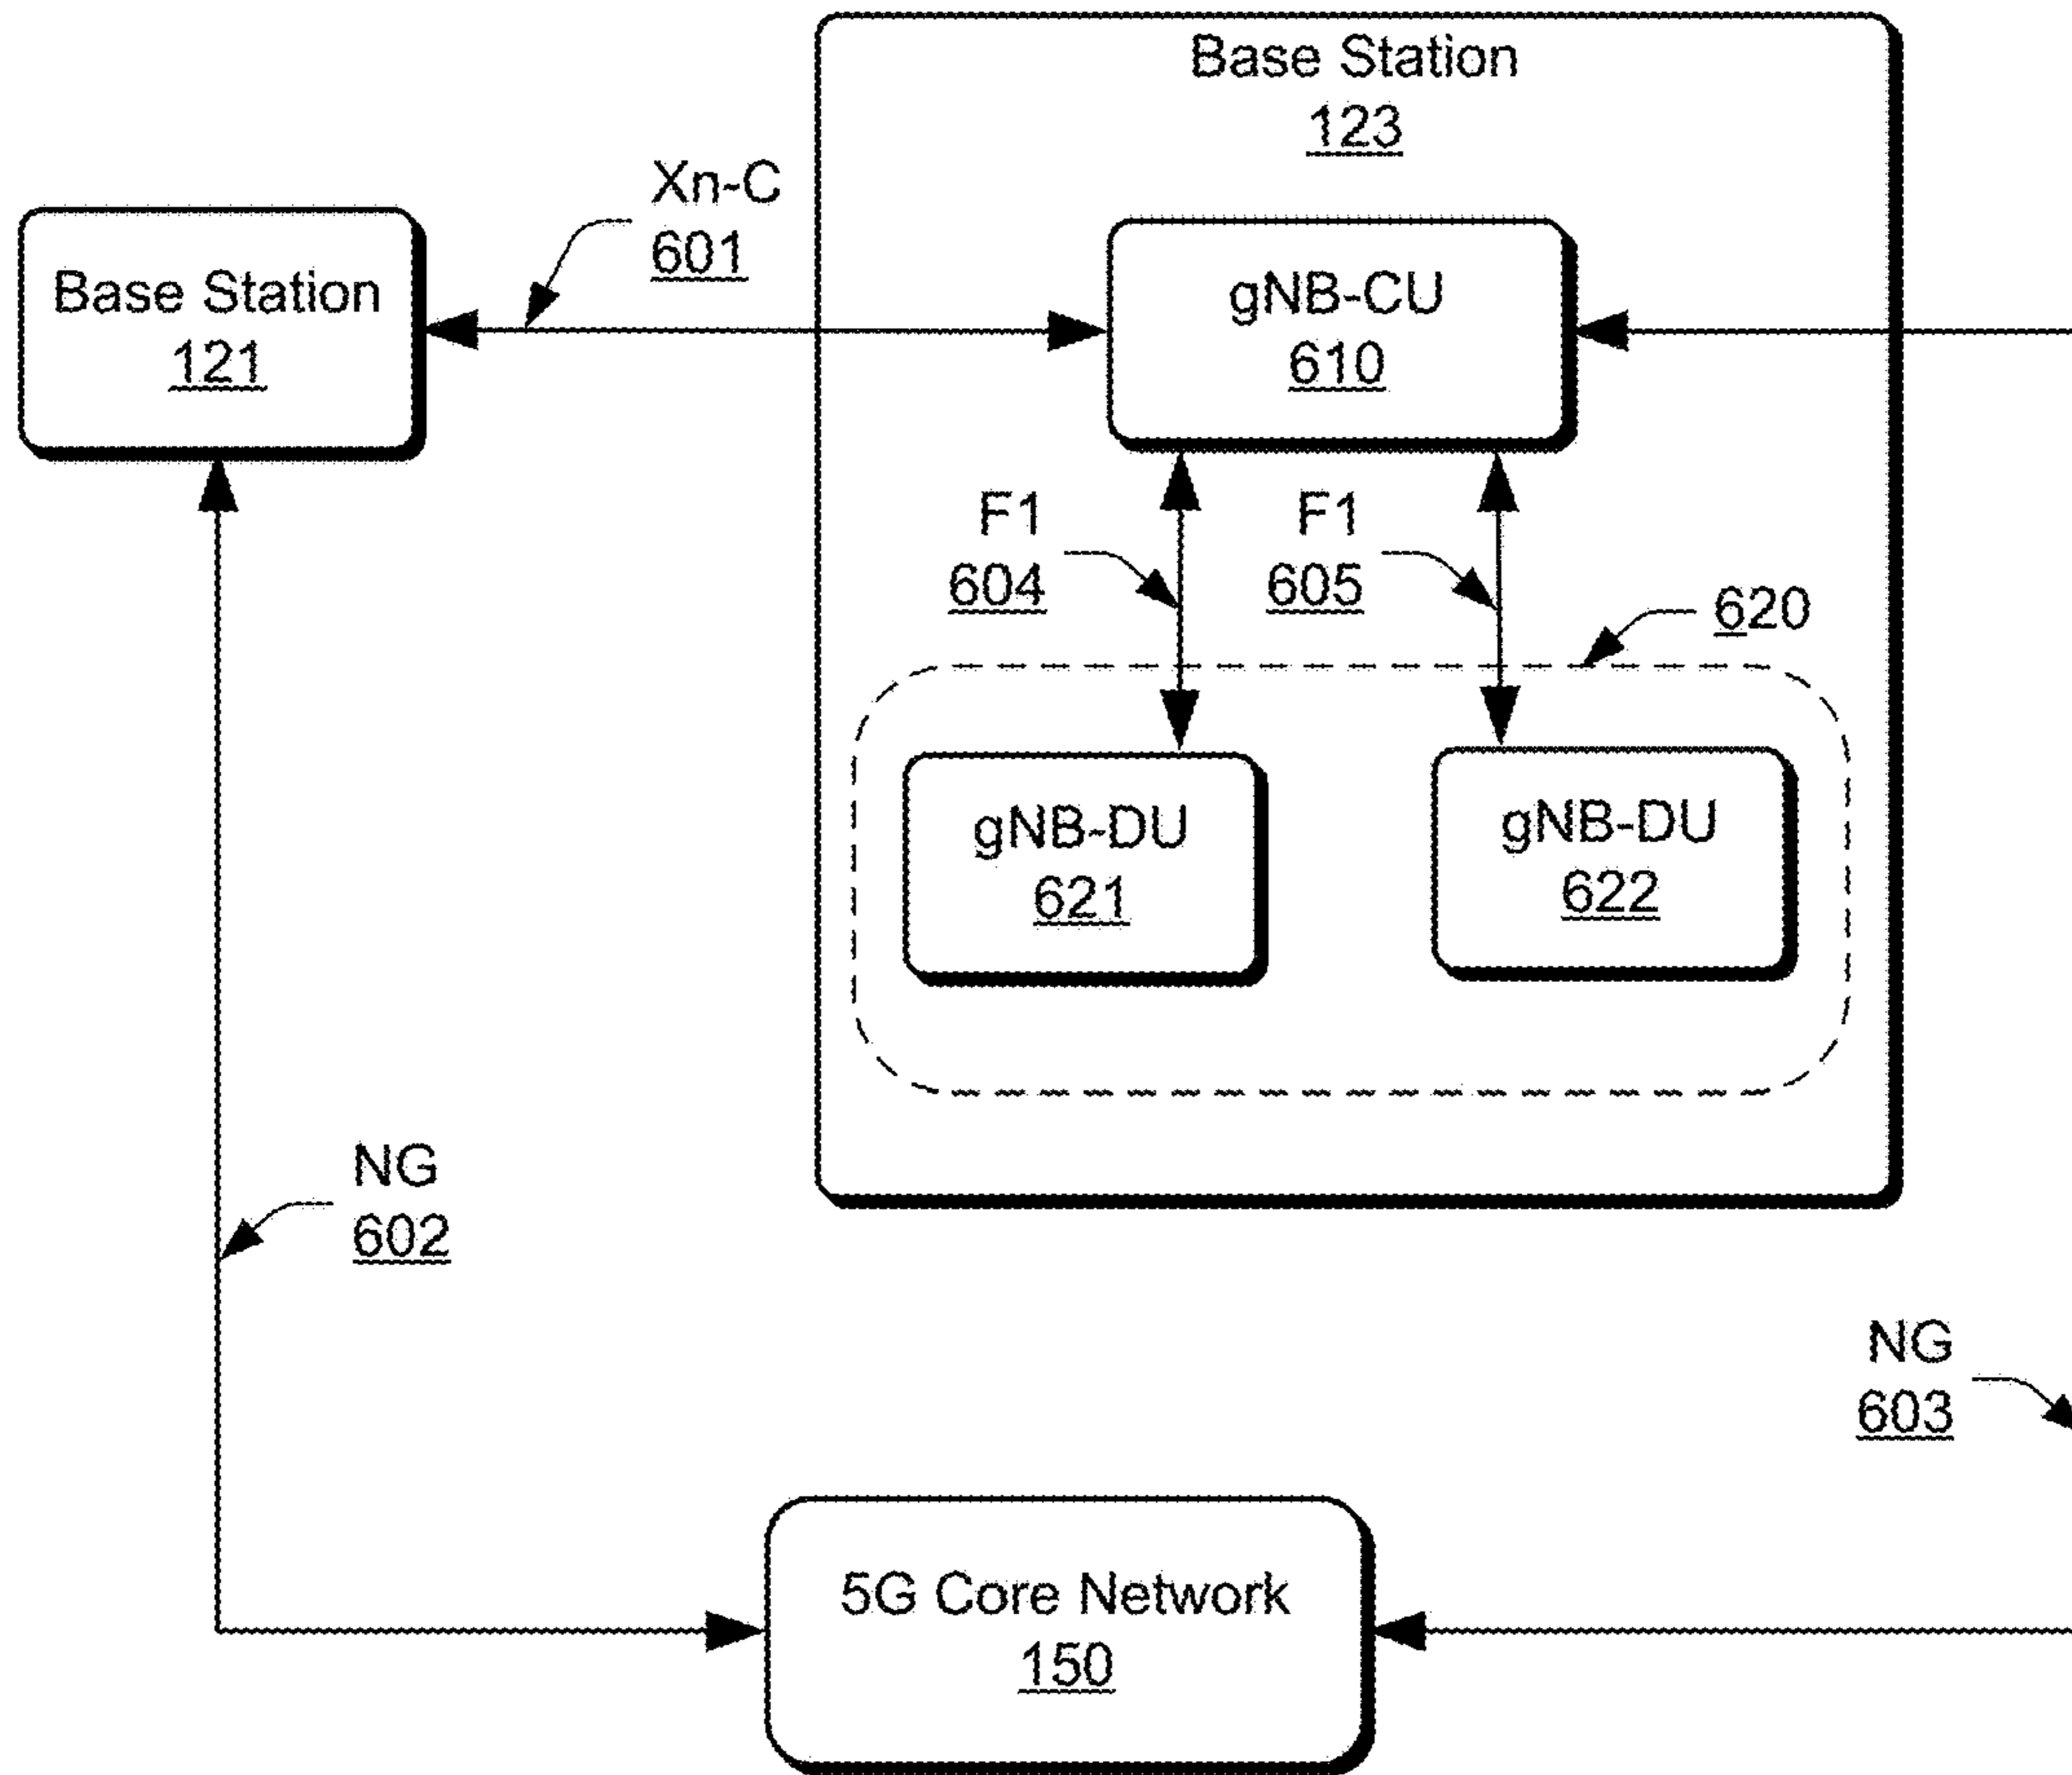 Base Station
123
Xn-C
601
Base Station
121
gNB-CU
610
F1
604
F1
605
620
gNB-DU
621
gNB-DU
622
NG
602
NG
603
5G Core Network
150